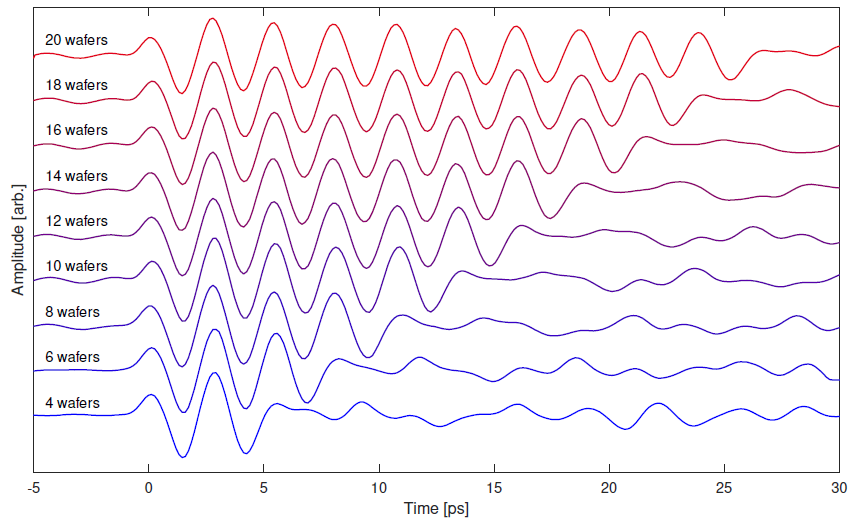 20 wafers
18 wafers
16 wafers
14 wafers
12 wafers
10 wafers
8 wafers
6 wafers
4 wafers
Amplitude [arb.]
-5 0 5 10 15 20 25 30
Time [ps]